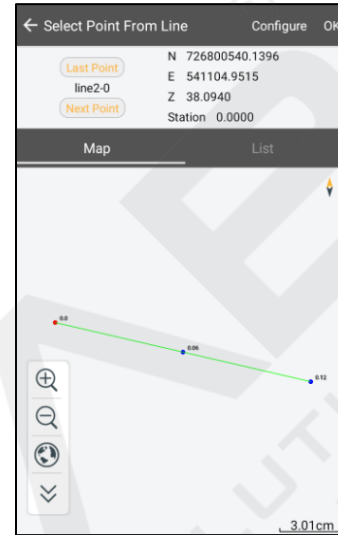 ← Select Point From Line Configure OK
Last Point
line2-0
Next Point
N 726800540.1396
E 541104.9515
Z 38.0940
Station 0.0000
Map List
0.0
0.06
0.12
3.01cm